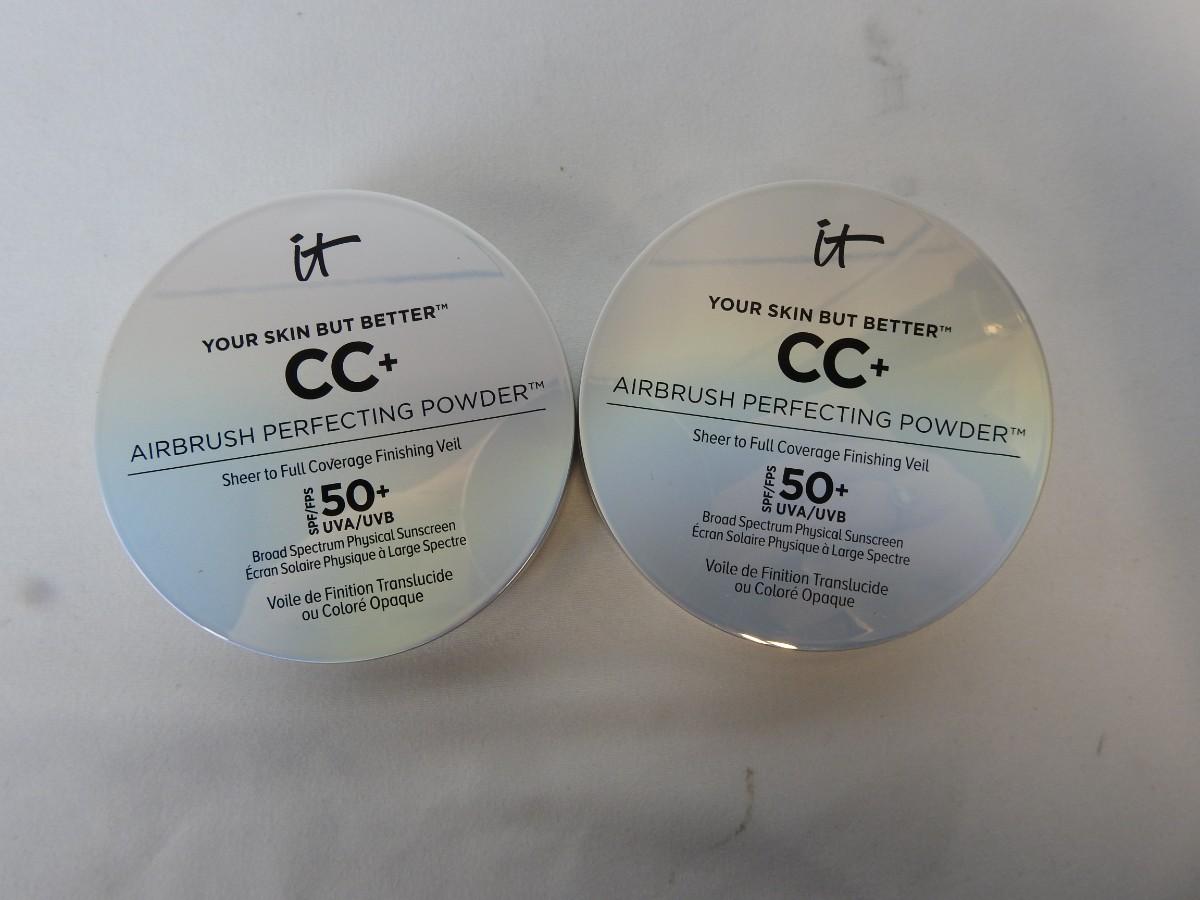 it
YOUR SKIN BUT BETTER™
CC+
AIRBRUSH PERFECTING POWDER™
Sheer to Full Coverage Finishing Veil
SPF/FPS 50+
UVA/UVB
Broad Spectrum Physical Sunscreen
Écran Solaire Physique à Large Spectre
Voile de Finition Translucide
ou Coloré Opaque
it
YOUR SKIN BUT BETTER™
CC+
AIRBRUSH PERFECTING POWDER™
Sheer to Full Coverage Finishing Veil
SPF/FPS 50+
UVA/UVB
Broad Spectrum Physical Sunscreen
Écran Solaire Physique à Large Spectre
Voile de Finition Translucide
ou Coloré Opaque